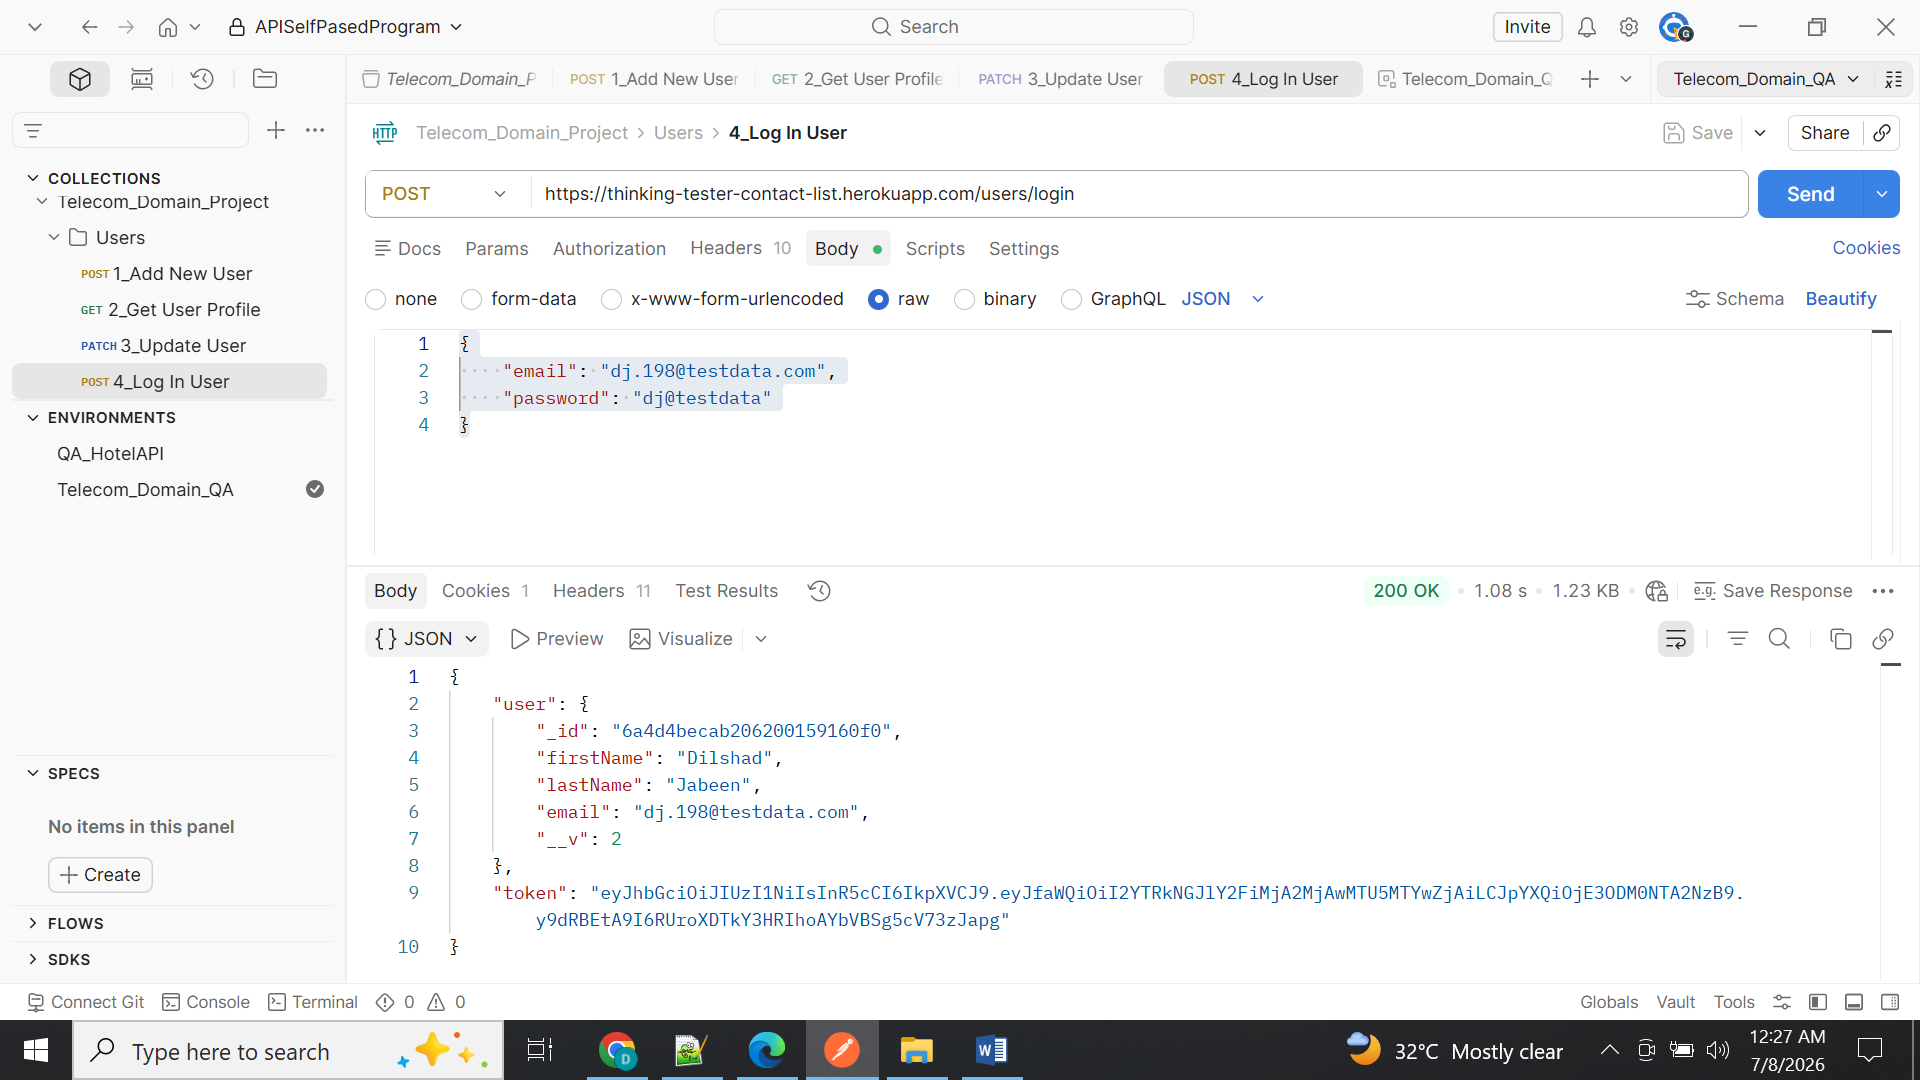 APISelfPasedProgram
Search
Invite
Telecom_Domain_P
POST 1_Add New User
GET 2_Get User Profile
PATCH 3_Update User
POST 4_Log In User
Telecom_Domain_Q
Telecom_Domain_QA
Telecom_Domain_Project > Users > 4_Log In User
Save
Share
COLLECTIONS
Telecom_Domain_Project
Users
POST 1_Add New User
GET 2_Get User Profile
PATCH 3_Update User
POST 4_Log In User
ENVIRONMENTS
QA_HotelAPI
Telecom_Domain_QA
SPECS
No items in this panel
Create
FLOWS
SDKS
POST
https://thinking-tester-contact-list.herokuapp.com/users/login
Send
Docs Params Authorization Headers 10 Body Scripts Settings
Cookies
none form-data x-www-form-urlencoded raw binary GraphQL JSON
Schema Beautify
1 {
2 "email": "dj.198@testdata.com",
3 "password": "dj@testdata"
4 }
Body Cookies 1 Headers 11 Test Results
200 OK • 1.08 s • 1.23 KB
e.g. Save Response
{} JSON Preview Visualize
1 {
2 "user": {
3 "_id": "6a4d4becab206200159160f0",
4 "firstName": "Dilshad",
5 "lastName": "Jabeen",
6 "email": "dj.198@testdata.com",
7 "__v": 2
8 },
9 "token": "eyJhbGciOiJIUzI1NiIsInR5cCI6IkpXVCJ9.eyJfaWQiOiI2YTRkNGJlY2FiMjA2MjAwMTU5MTYwZjAiLCJpYXQiOjE3ODM0NTA2NzB9.
y9dRBEtA9I6RUroXDTkY3HRIhoAYbVBSg5cV73zJapg"
10 }
Connect Git Console Terminal 0 0
Globals Vault Tools
Type here to search
D
32°C Mostly clear
12:27 AM
7/8/2026